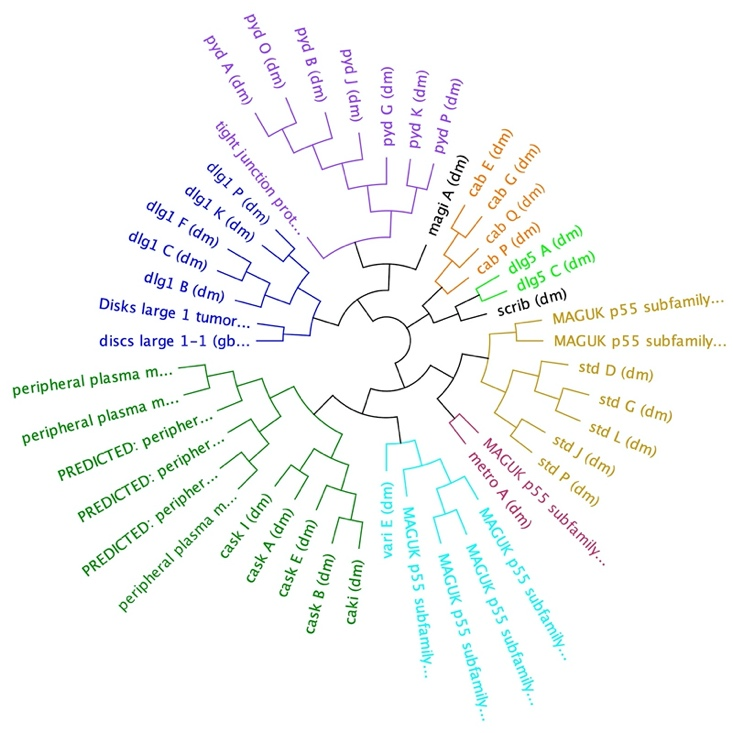 pyd A (dm)
pyd O (dm)
pyd B (dm)
pyd J (dm)
pyd G (dm)
pyd K (dm)
pyd P (dm)
magi A (dm)
cab E (dm)
cab G (dm)
cab Q (dm)
cab P (dm)
dlg5 A (dm)
dlg5 C (dm)
scrib (dm)
MAGUK p55 subfamily...
MAGUK p55 subfamily...
std D (dm)
std G (dm)
std L (dm)
std J (dm)
std P (dm)
MAGUK p55 subfamily...
metro A (dm)
MAGUK p55 subfamily...
MAGUK p55 subfamily...
MAGUK p55 subfamily...
MAGUK p55 subfamily...
vari E (dm)
caki (dm)
cask B (dm)
cask E (dm)
cask A (dm)
cask I (dm)
peripheral plasma m...
PREDICTED: peripher...
PREDICTED: peripher...
PREDICTED: peripher...
peripheral plasma m...
peripheral plasma m...
discs large 1-1 (gb...
Disks large 1 tumor...
dlg1 B (dm)
dlg1 C (dm)
dlg1 F (dm)
dlg1 K (dm)
dlg1 P (dm)
tight junction prot...